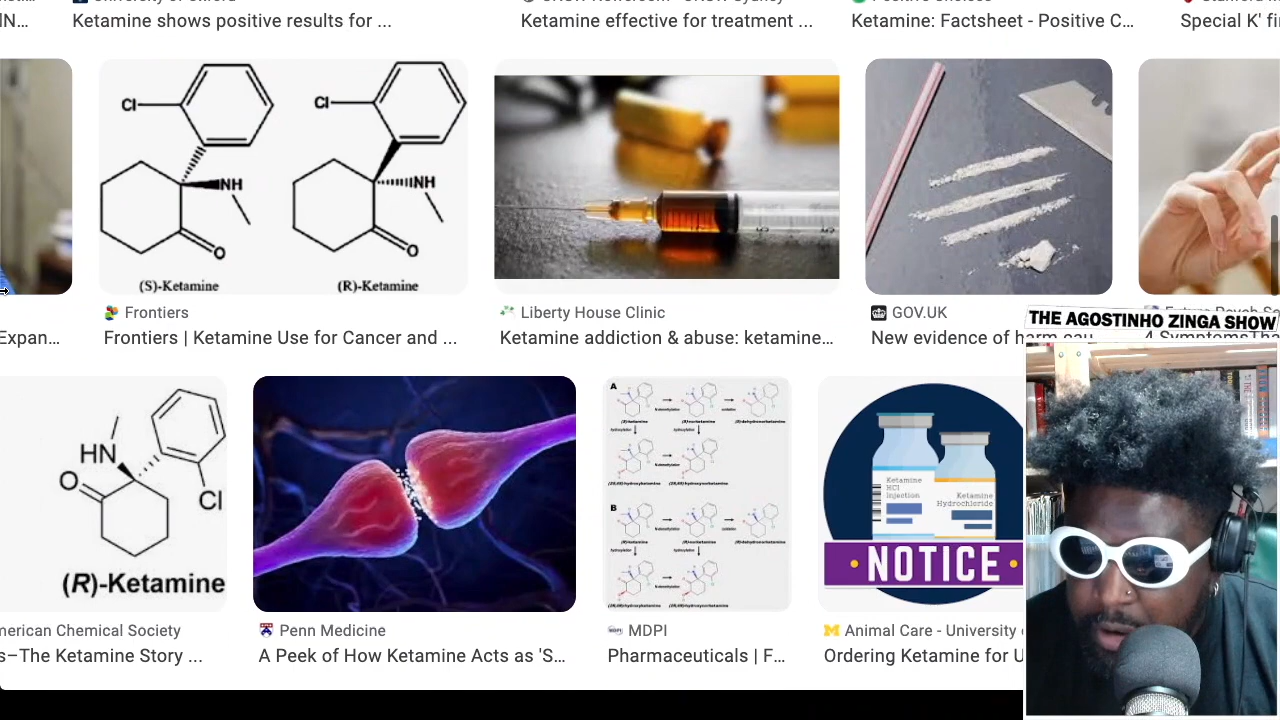 Ketamine shows positive results for ...
Ketamine effective for treatment ...
Ketamine: Factsheet - Positive C...
Special K' fi
Cl
NH
O
(S)-Ketamine
Cl
NH
O
(R)-Ketamine
Expan...
Frontiers
Frontiers | Ketamine Use for Cancer and ...
Liberty House Clinic
Ketamine addiction & abuse: ketamine...
GOV.UK
New evidence of harm cau
THE AGOSTINHO ZINGA SHOW
HN
O
Cl
(R)-Ketamine
A
B
Ketamine
HCl
Injection
Ketamine
Hydrochloride
NOTICE
merican Chemical Society
s–The Ketamine Story ...
Penn Medicine
A Peek of How Ketamine Acts as 'S...
MDPI
Pharmaceuticals | F...
Animal Care - University
Ordering Ketamine for U